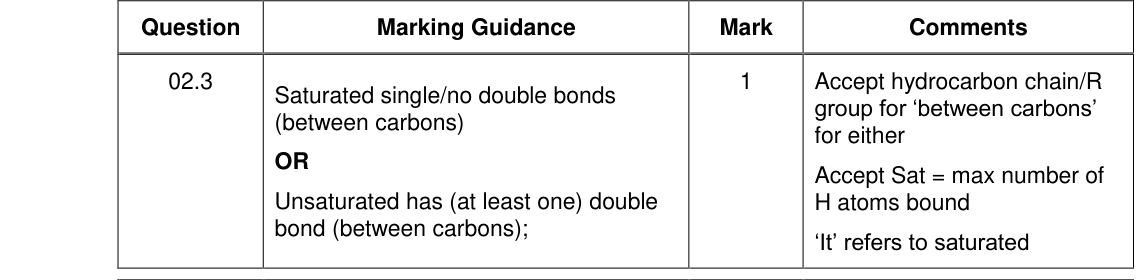 Question Marking Guidance Mark Comments
02.3
Saturated single/no double bonds
(between carbons)
OR
Unsaturated has (at least one) double
bond (between carbons);
1
Accept hydrocarbon chain/R
group for ‘between carbons’
for either
Accept Sat = max number of
H atoms bound
‘It’ refers to saturated